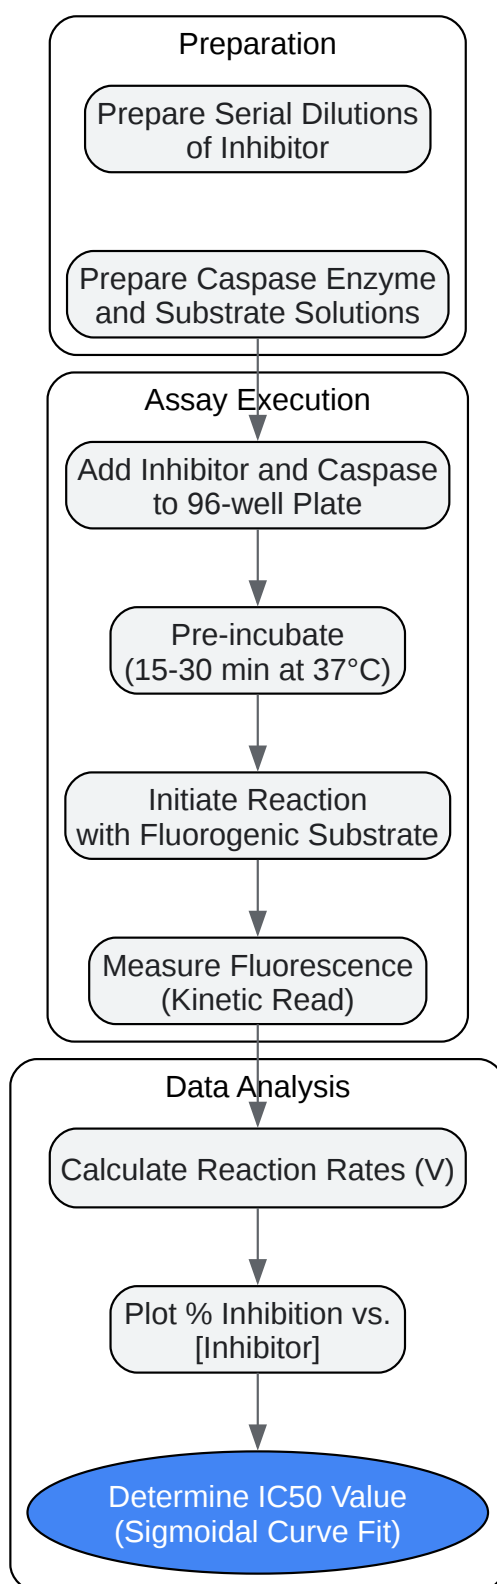 Preparation
Prepare Serial Dilutions
of Inhibitor
Prepare Caspase Enzyme
and Substrate Solutions
Assay Execution
Add Inhibitor and Caspase
to 96-well Plate
Pre-incubate
(15-30 min at 37°C)
Initiate Reaction
with Fluorogenic Substrate
Measure Fluorescence
(Kinetic Read)
Data Analysis
Calculate Reaction Rates (V)
Plot % Inhibition vs.
[Inhibitor]
Determine IC50 Value
(Sigmoidal Curve Fit)